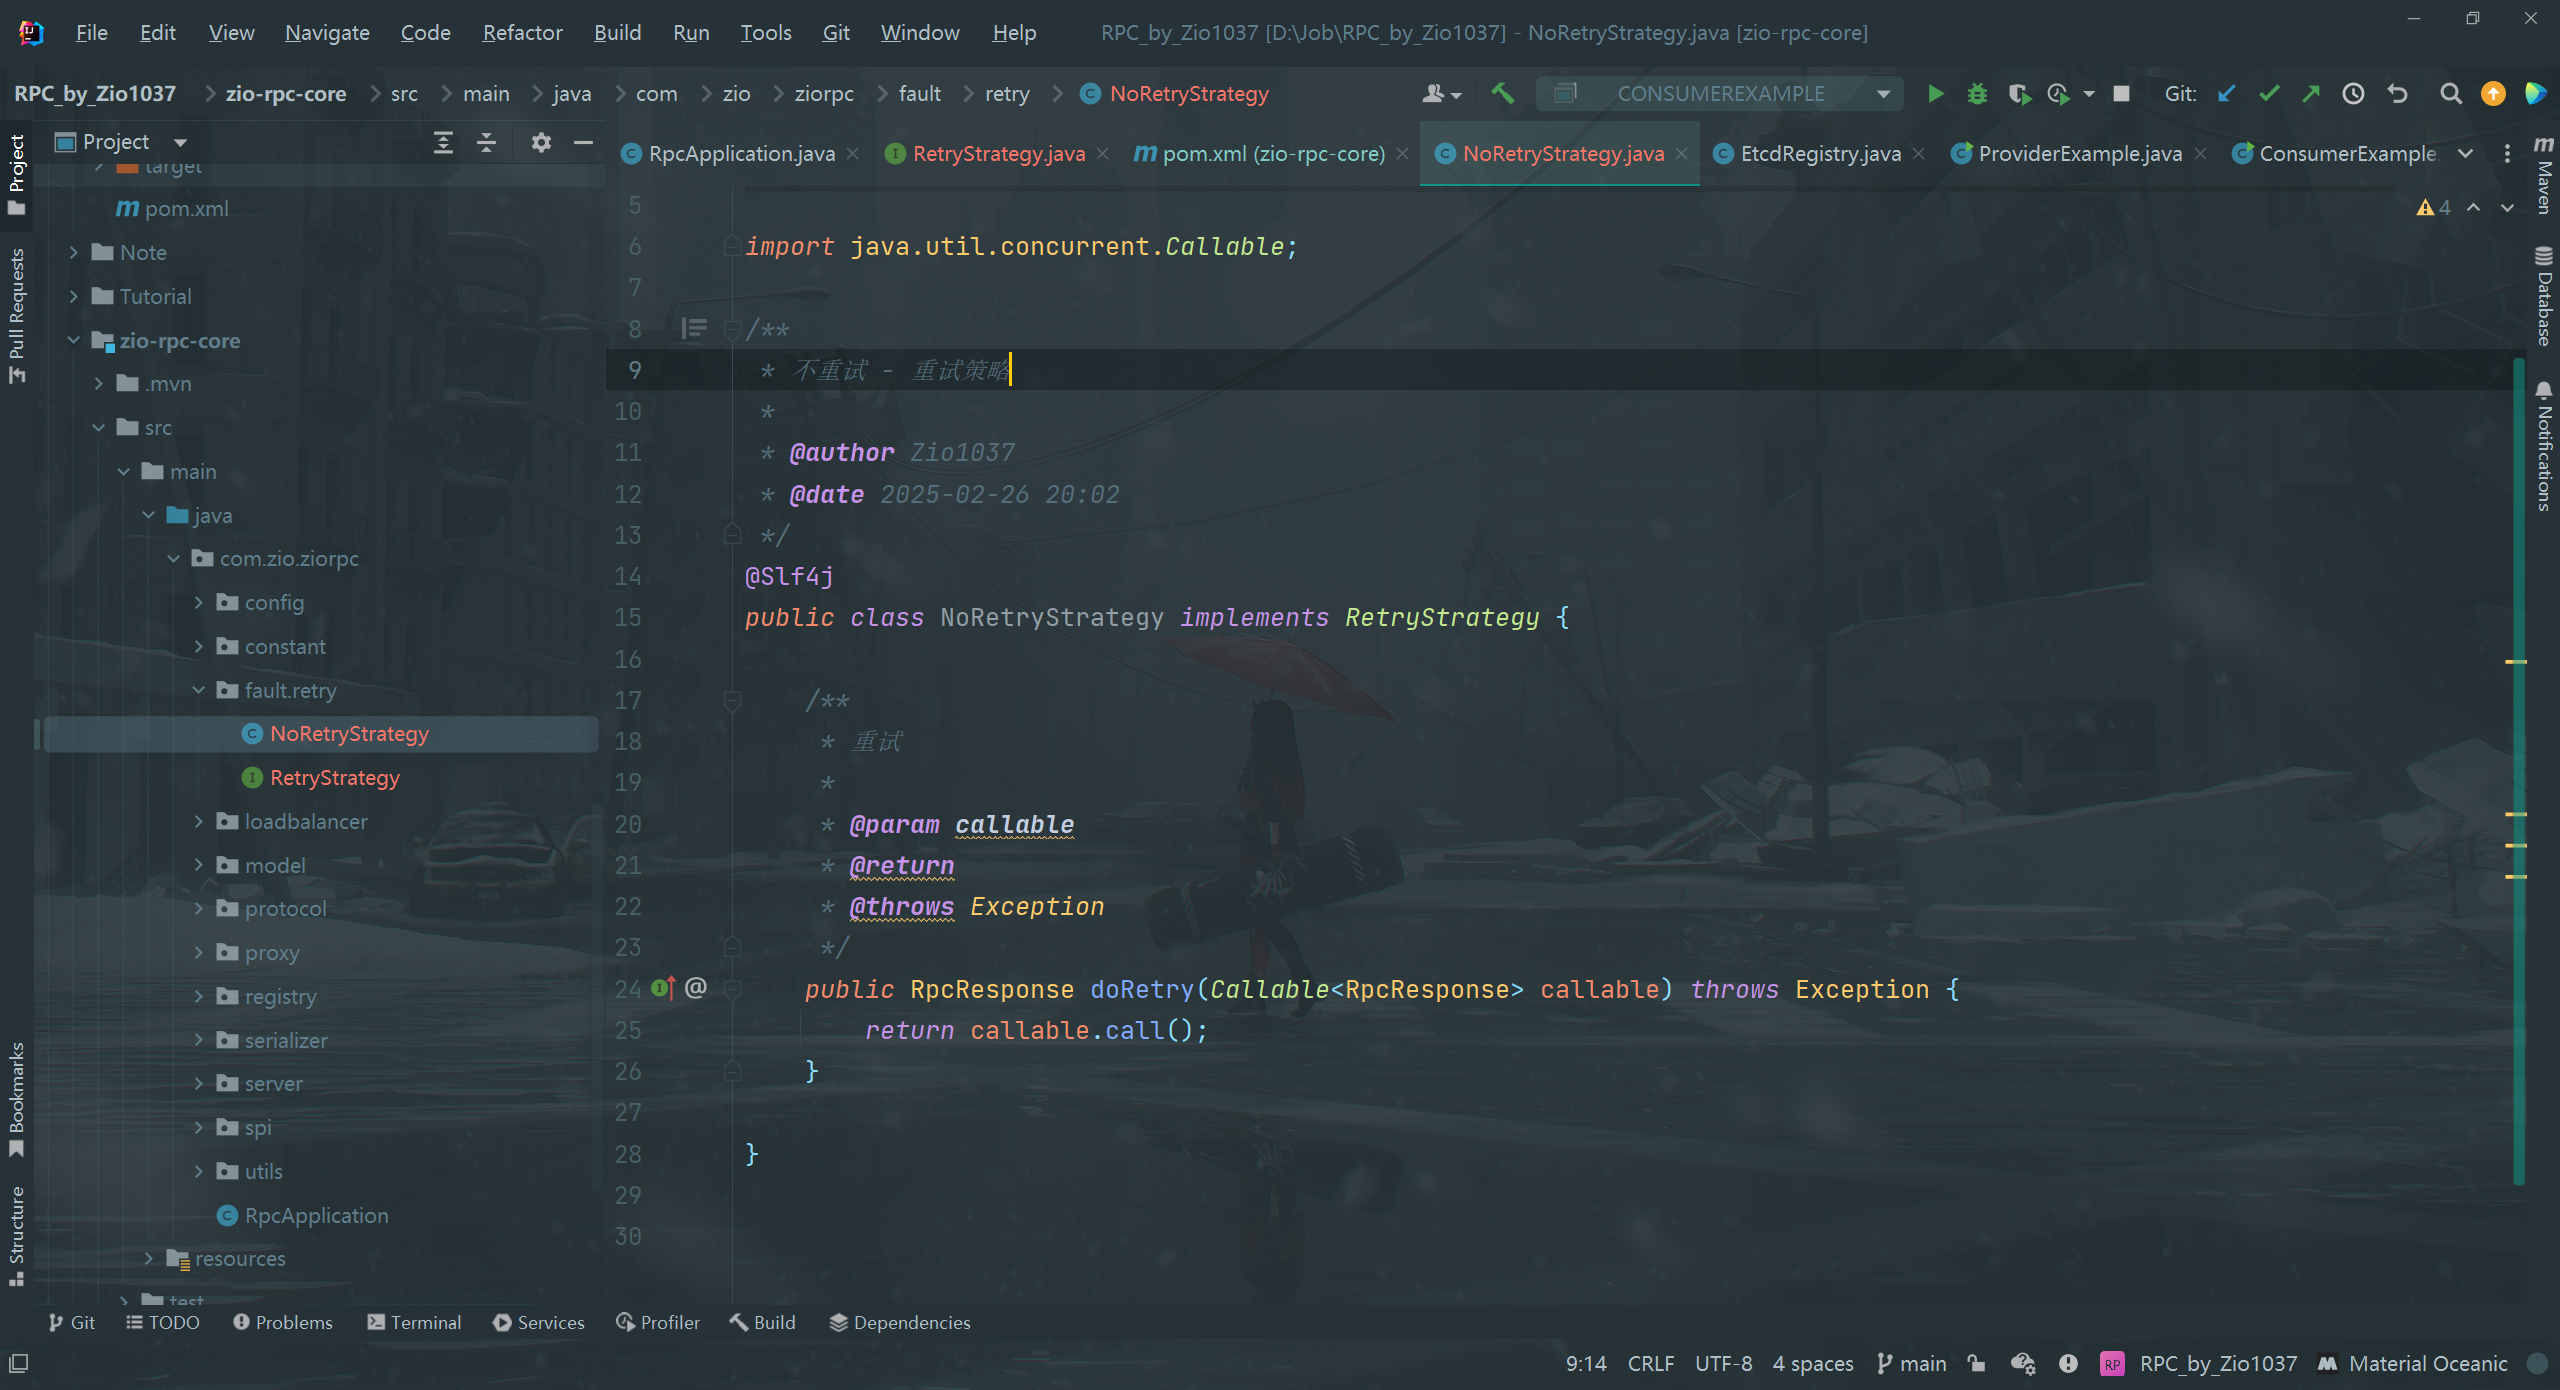 File Edit View Navigate Code Refactor Build Run Tools Git Window Help RPC_by_Zio1037 [D:\Job\RPC_by_Zio1037] - NoRetryStrategy.java [zio-rpc-core]
RPC_by_Zio1037 zio-rpc-core src main java com zio ziorpc fault retry NoRetryStrategy CONSUMEREXAMPLE Git:
Project
RpcApplication.java RetryStrategy.java pom.xml (zio-rpc-core) NoRetryStrategy.java EtcdRegistry.java ProviderExample.java ConsumerExample.
Project
Pull Requests
Bookmarks
Structure
target
pom.xml
Note
Tutorial
zio-rpc-core
.mvn
src
main
java
com.zio.ziorpc
config
constant
fault.retry
NoRetryStrategy
RetryStrategy
loadbalancer
model
protocol
proxy
registry
serializer
server
spi
utils
RpcApplication
resources
test
4
5
6 import java.util.concurrent.Callable;
7
8 /**
9 * 不重试 - 重试策略
10 *
11 * @author Zio1037
12 * @date 2025-02-26 20:02
13 */
14 @Slf4j
15 public class NoRetryStrategy implements RetryStrategy {
16
17 /**
18 * 重试
19 *
20 * @param callable
21 * @return
22 * @throws Exception
23 */
24 public RpcResponse doRetry(Callable<RpcResponse> callable) throws Exception {
25 return callable.call();
26 }
27
28 }
29
30
Maven
Database
Notifications
Git TODO Problems Terminal Services Profiler Build Dependencies
9:14 CRLF UTF-8 4 spaces main RP RPC_by_Zio1037 Material Oceanic